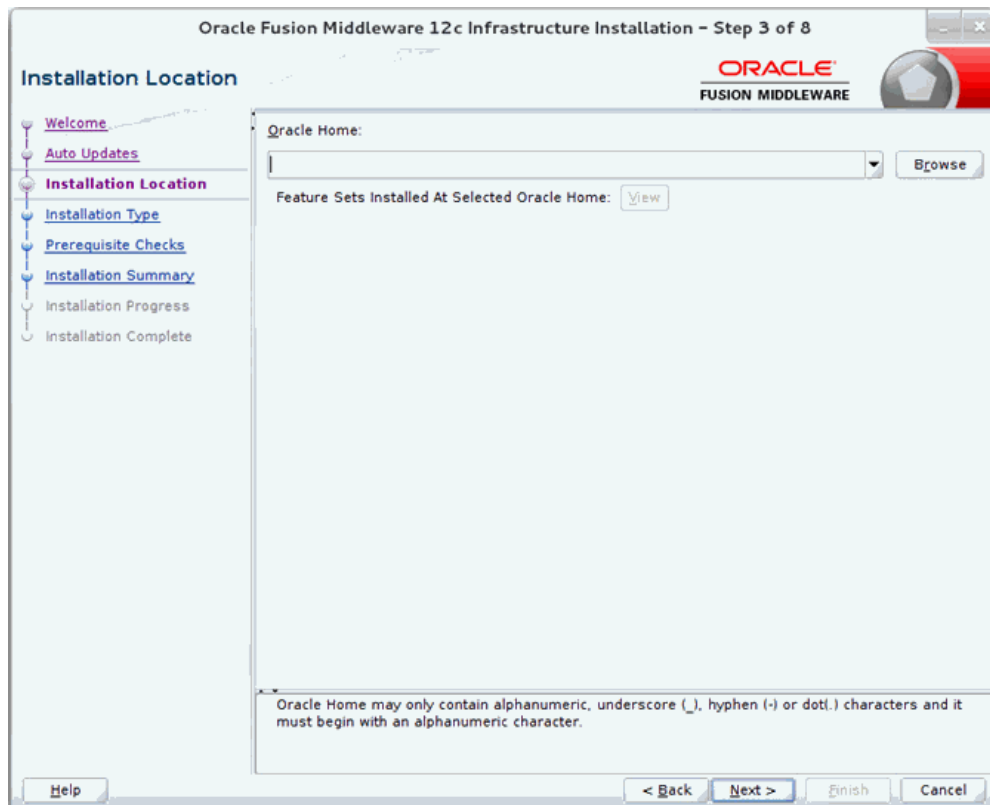 Oracle Fusion Middleware 12c Infrastructure Installation - Step 3 of 8
Installation Location
ORACLE
FUSION MIDDLEWARE
Welcome
Auto Updates
Installation Location
Installation Type
Prerequisite Checks
Installation Summary
Installation Progress
Installation Complete
Oracle Home:
Browse
Feature Sets Installed At Selected Oracle Home: View
Oracle Home may only contain alphanumeric, underscore (_), hyphen (-) or dot(.) characters and it
must begin with an alphanumeric character.
Help
< Back Next > Finish Cancel